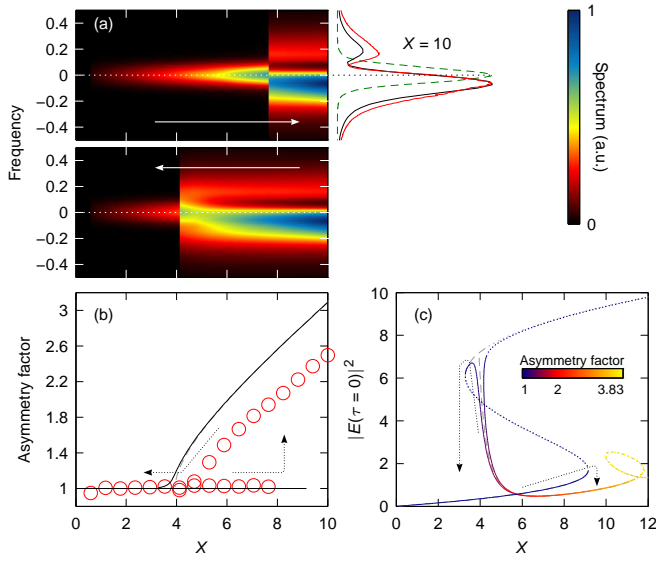 (a)
X = 10
0.4
0.2
0
−0.2
−0.4
0.4
0.2
0
−0.2
−0.4
Frequency
1
0
Spectrum (a.u.)
(b)
3
2.6
2.2
1.8
1.4
1
Asymmetry factor
0 2 4 6 8 10
X
(c)
10
8
6
4
2
0
|E(τ = 0)|²
Asymmetry factor
1 2 3.83
0 2 4 6 8 10 12
X